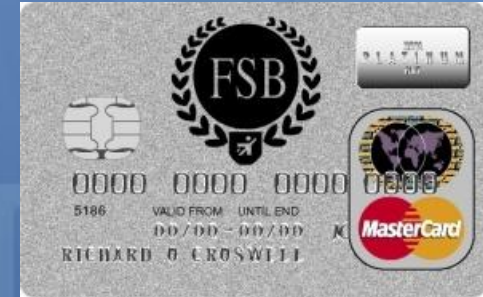 FSB
PLATINUM
0000 0000 0000 0000
5186 VALID FROM UNTIL END
00/00-00/00
MasterCard
RICHARD O CROSWELL